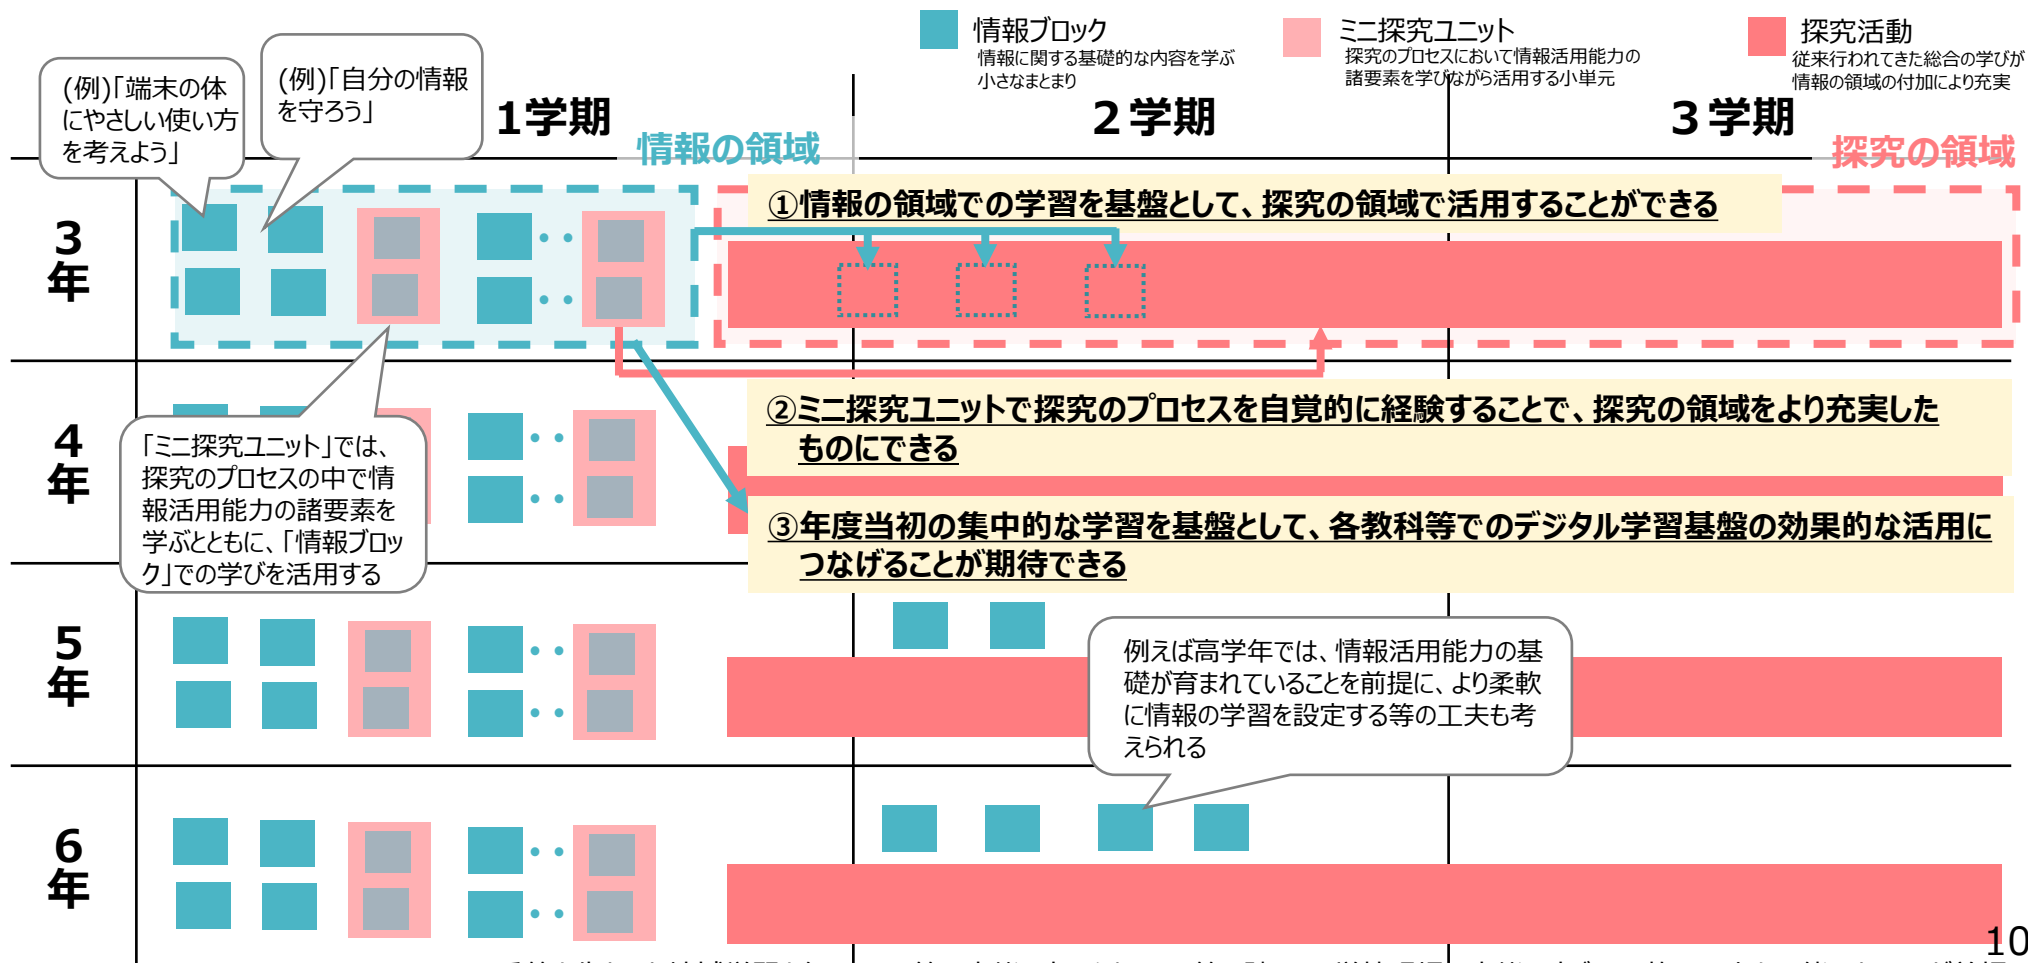 情報ブロック
情報に関する基礎的な内容を学ぶ
小さなまとまり
ミニ探究ユニット
探究のプロセスにおいて情報活用能力の
諸要素を学びながら活用する小単元
探究活動
従来行われてきた総合の学びが
情報の領域の付加により充実
(例)「端末の体
にやさしい使い方
を考えよう」
(例)「自分の情報
を守ろう」
1学期
２学期
３学期
情報の領域
探究の領域
3
年
①情報の領域での学習を基盤として、探究の領域で活用することができる
4
年
「ミニ探究ユニット」では、
探究のプロセスの中で情
報活用能力の諸要素を
学ぶとともに、「情報ブロッ
ク」での学びを活用する
②ミニ探究ユニットで探究のプロセスを自覚的に経験することで、探究の領域をより充実した
ものにできる
③年度当初の集中的な学習を基盤として、各教科等でのデジタル学習基盤の効果的な活用に
つなげることが期待できる
5
年
例えば高学年では、情報活用能力の基
礎が育まれていることを前提に、より柔軟
に情報の学習を設定する等の工夫も考
えられる
6
年
10